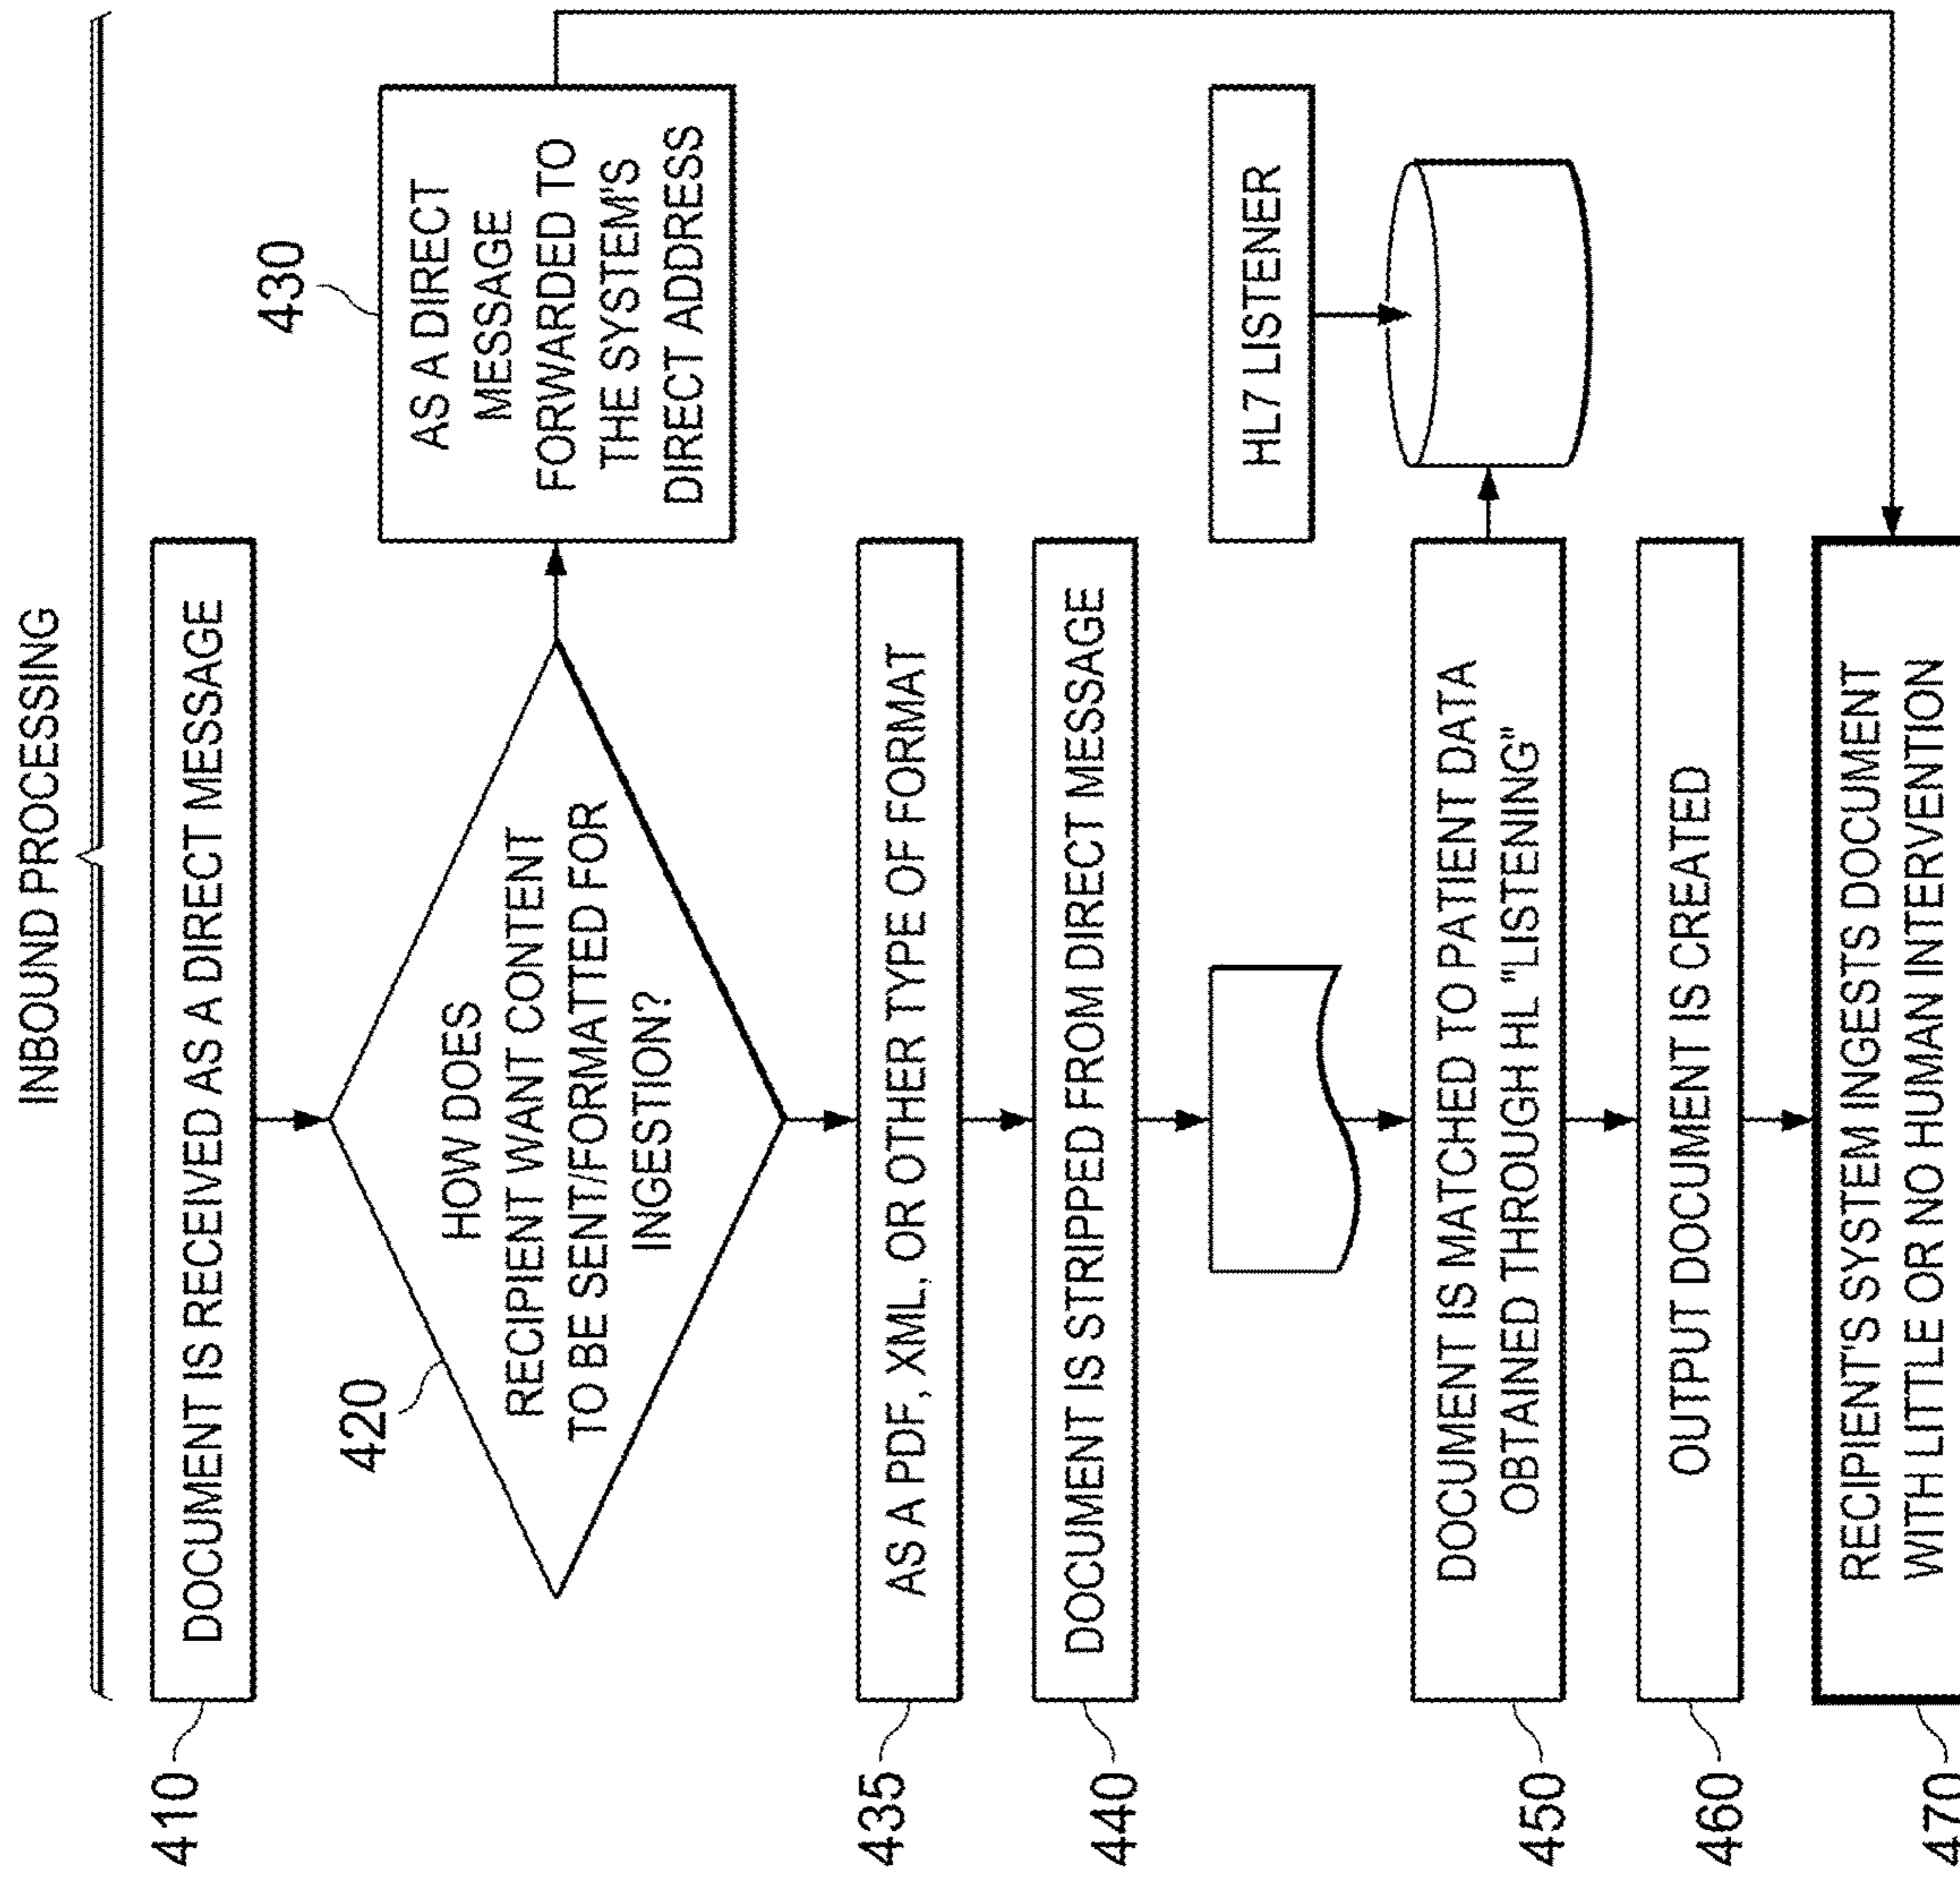 INBOUND PROCESSING
410
DOCUMENT IS RECEIVED AS A DIRECT MESSAGE
420
HOW DOES
RECIPIENT WANT CONTENT
TO BE SENT/FORMATTED FOR
INGESTION?
430
AS A DIRECT
MESSAGE
FORWARDED TO
THE SYSTEM'S
DIRECT ADDRESS
435
AS A PDF, XML, OR OTHER TYPE OF FORMAT
440
DOCUMENT IS STRIPPED FROM DIRECT MESSAGE
HL7 LISTENER
450
DOCUMENT IS MATCHED TO PATIENT DATA
OBTAINED THROUGH HL "LISTENING"
460
OUTPUT DOCUMENT IS CREATED
470
RECIPIENT'S SYSTEM INGESTS DOCUMENT
WITH LITTLE OR NO HUMAN INTERVENTION